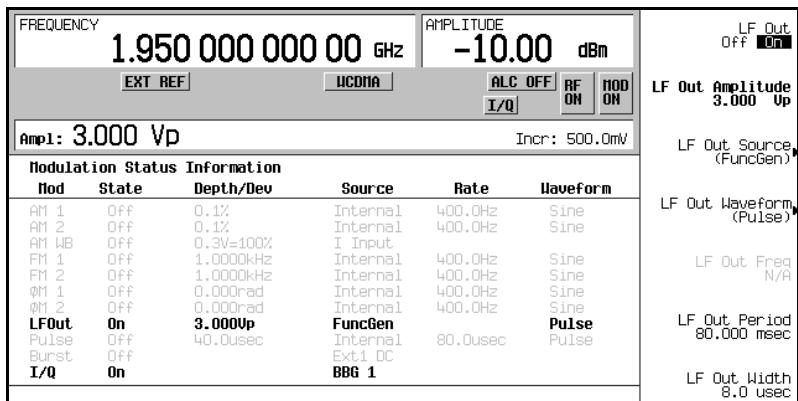 FREQUENCY
1.950 000 000 00 GHz
AMPLITUDE
-10.00 dBm
EXT REF
WCDMA
ALC OFF
I/Q
RF ON
MOD ON
Ampl: 3.000 Vp
Incr: 500.0mV
Modulation Status Information
Mod State Depth/Dev Source Rate Waveform
AM 1 Off 0.1% Internal 400.0Hz Sine
AM 2 Off 0.1% Internal 400.0Hz Sine
AM WB Off 0.3V=100% I Input
FM 1 Off 1.0000kHz Internal 400.0Hz Sine
FM 2 Off 1.0000kHz Internal 400.0Hz Sine
ΦM 1 Off 0.000rad Internal 400.0Hz Sine
ΦM 2 Off 0.000rad Internal 400.0Hz Sine
LFOut On 3.000Vp FuncGen Pulse
Pulse Off 40.0usec Internal 80.0usec Pulse
Burst Off Ext1 DC
I/Q On BBG 1
LF Out
Off On
LF Out Amplitude
3.000 Vp
LF Out Source
(FuncGen)
LF Out Waveform
(Pulse)
LF Out Freq
N/A
LF Out Period
80.000 msec
LF Out Width
8.0 usec